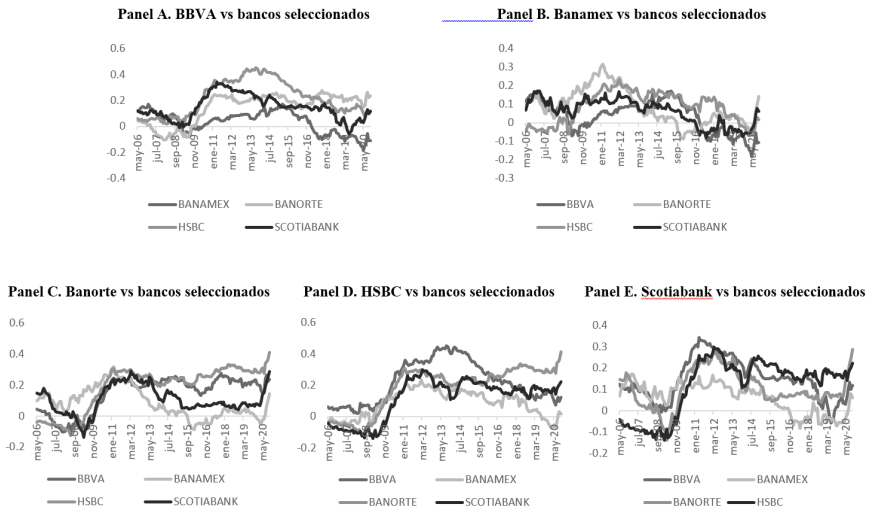 Panel A. BBVA vs bancos seleccionados
0.6
0.4
0.2
0
-0.2
-0.4
may-06
jul-07
sep-08
nov-09
ene-11
mar-12
may-13
jul-14
sep-15
nov-16
BANAMEX
BANORTE
HSBC
SCOTIABANK
Panel B. Banamex vs bancos seleccionados
0.4
0.3
0.2
0.1
0
-0.1
-0.2
-0.3
may-06
jul-07
sep-08
nov-09
ene-11
mar-12
may-13
jul-14
sep-15
nov-16
BBVA
BANORTE
HSBC
SCOTIABANK
Panel C. Banorte vs bancos seleccionados
0.6
0.4
0.2
0
-0.2
may-06
nov-09
ene-11
mar-12
may-13
jul-14
sep-15
nov-16
ene-18
mar-19
may-20
BBVA
BANAMEX
HSBC
SCOTIABANK
Panel D. HSBC vs bancos seleccionados
0.6
0.4
0.2
0
-0.2
may-06
jul-07
nov-09
ene-11
mar-12
may-13
jul-14
sep-15
nov-16
ene-18
mar-19
may-20
BBVA
BANAMEX
BANORTE
SCOTIABANK
Panel E. Scotiabank vs bancos seleccionados
0.4
0.3
0.2
0.1
0
-0.1
-0.2
may-06
jul-07
nov-09
ene-11
mar-12
may-13
jul-14
sep-15
nov-16
ene-18
mar-19
may-20
BBVA
BANAMEX
BANORTE
HSBC